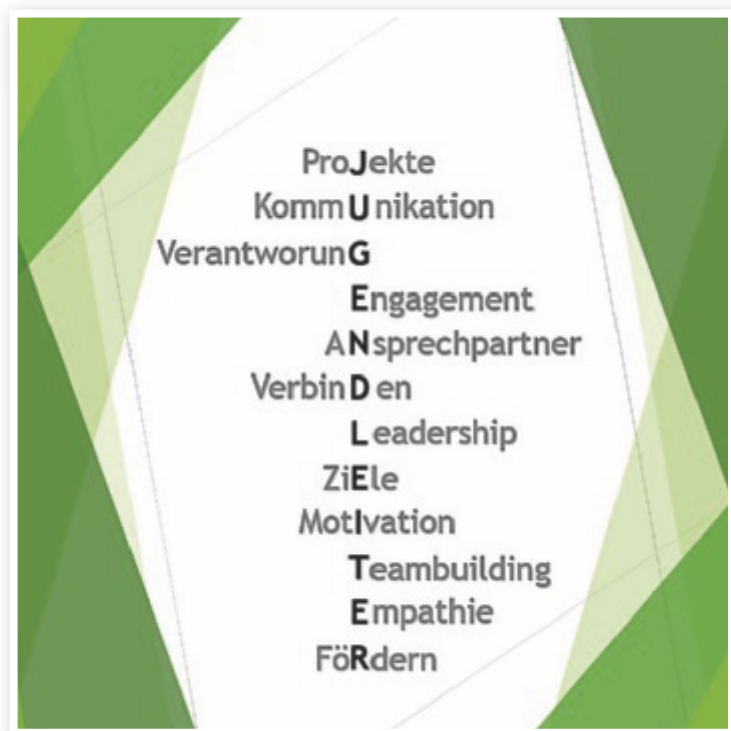 ProJekte
KommUnikation
VerantworunG
Engagement
ANsprechpartner
VerbinDen
Leadership
ZiEle
MotIvation
Teambuilding
Empathie
FöRdern